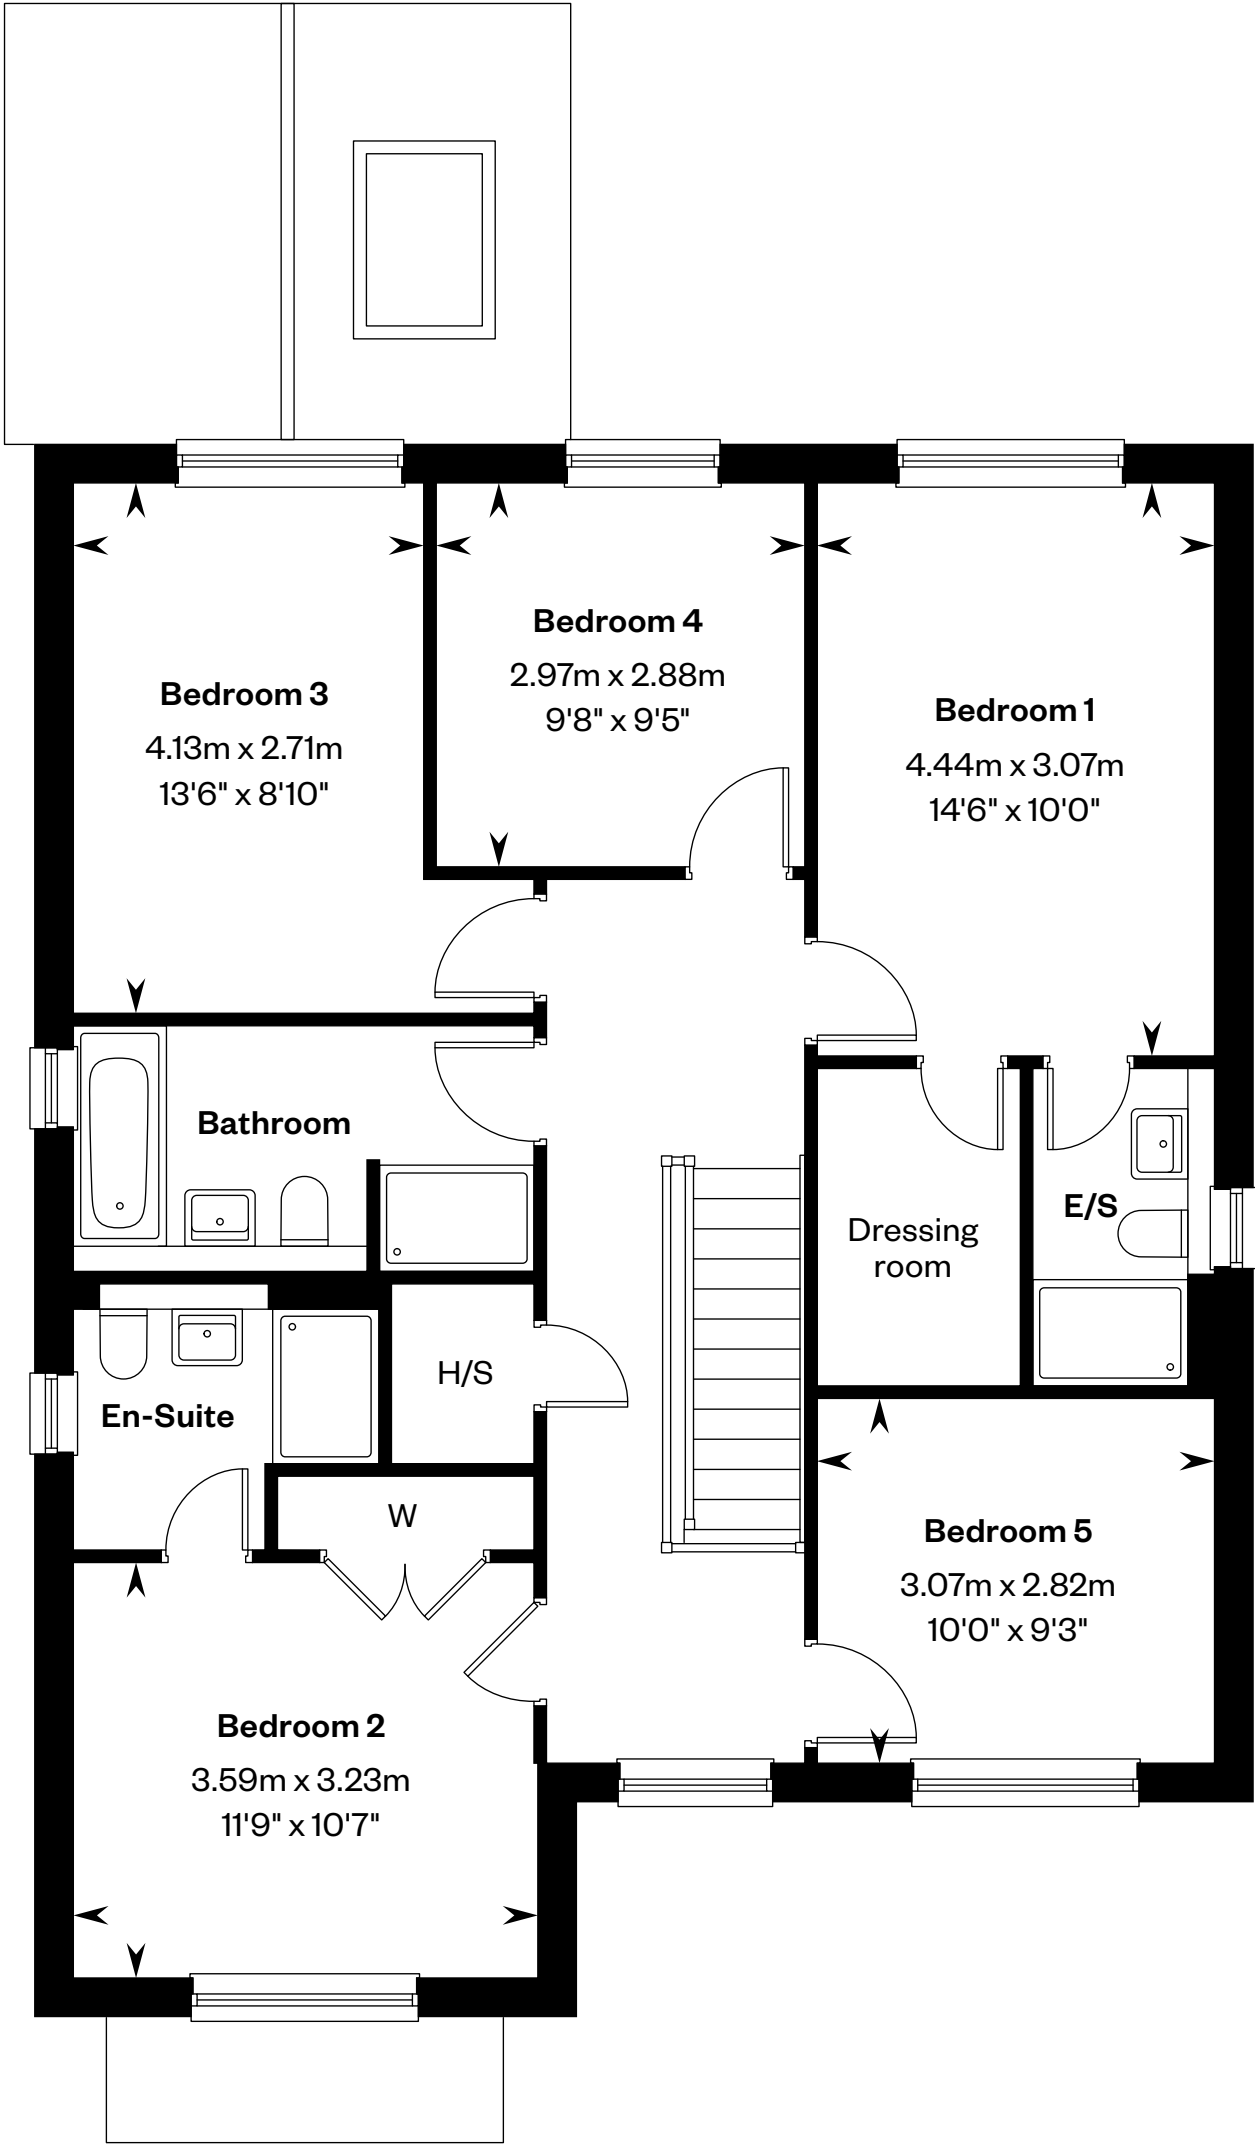 Bedroom 3
4.13m x 2.71m
13'6" x 8'10"
Bedroom 4
2.97m x 2.88m
9'8" x 9'5"
Bedroom 1
4.44m x 3.07m
14'6" x 10'0"
Bathroom
Dressing
room
E/S
En-Suite
H/S
W
Bedroom 5
3.07m x 2.82m
10'0" x 9'3"
Bedroom 2
3.59m x 3.23m
11'9" x 10'7"